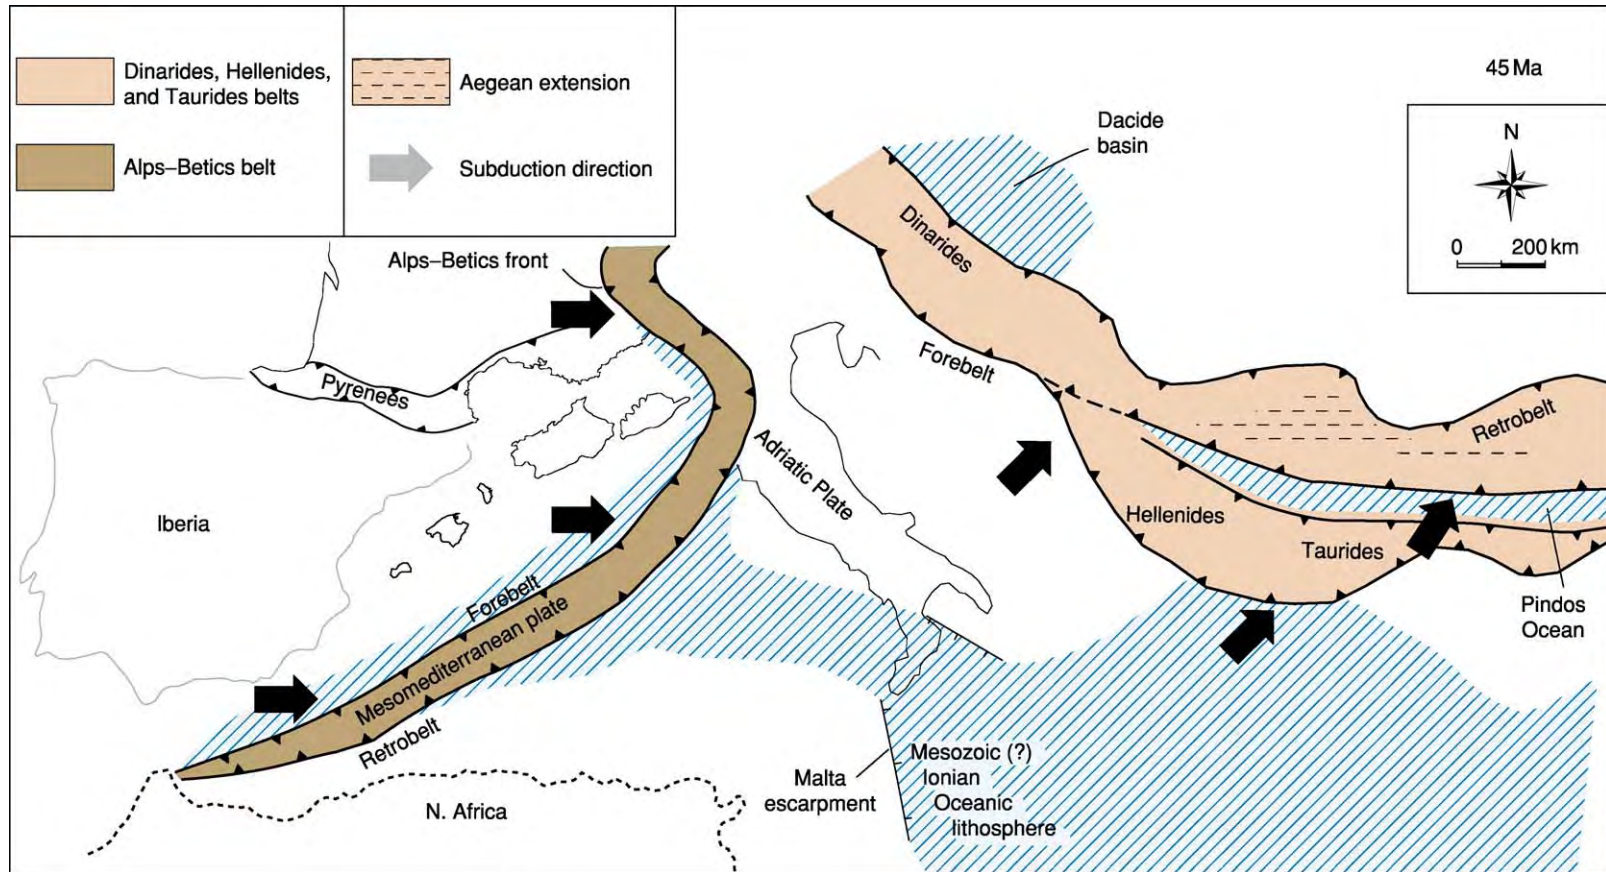 Dinarides, Hellenides,
and Taurides belts
Alps–Betics belt
Aegean extension
Subduction direction
45 Ma
N
0 200 km
Dacide
basin
Alps–Betics front
Dinarides
Forebelt
Pyrenees
Retrobelt
Adriatic Plate
Iberia
Hellenides
Taurides
Pindos
Ocean
Forebelt
Mesomediterranean plate
Retrobelt
Malta
escarpment
Mesozoic (?)
Ionian
Oceanic
lithosphere
N. Africa